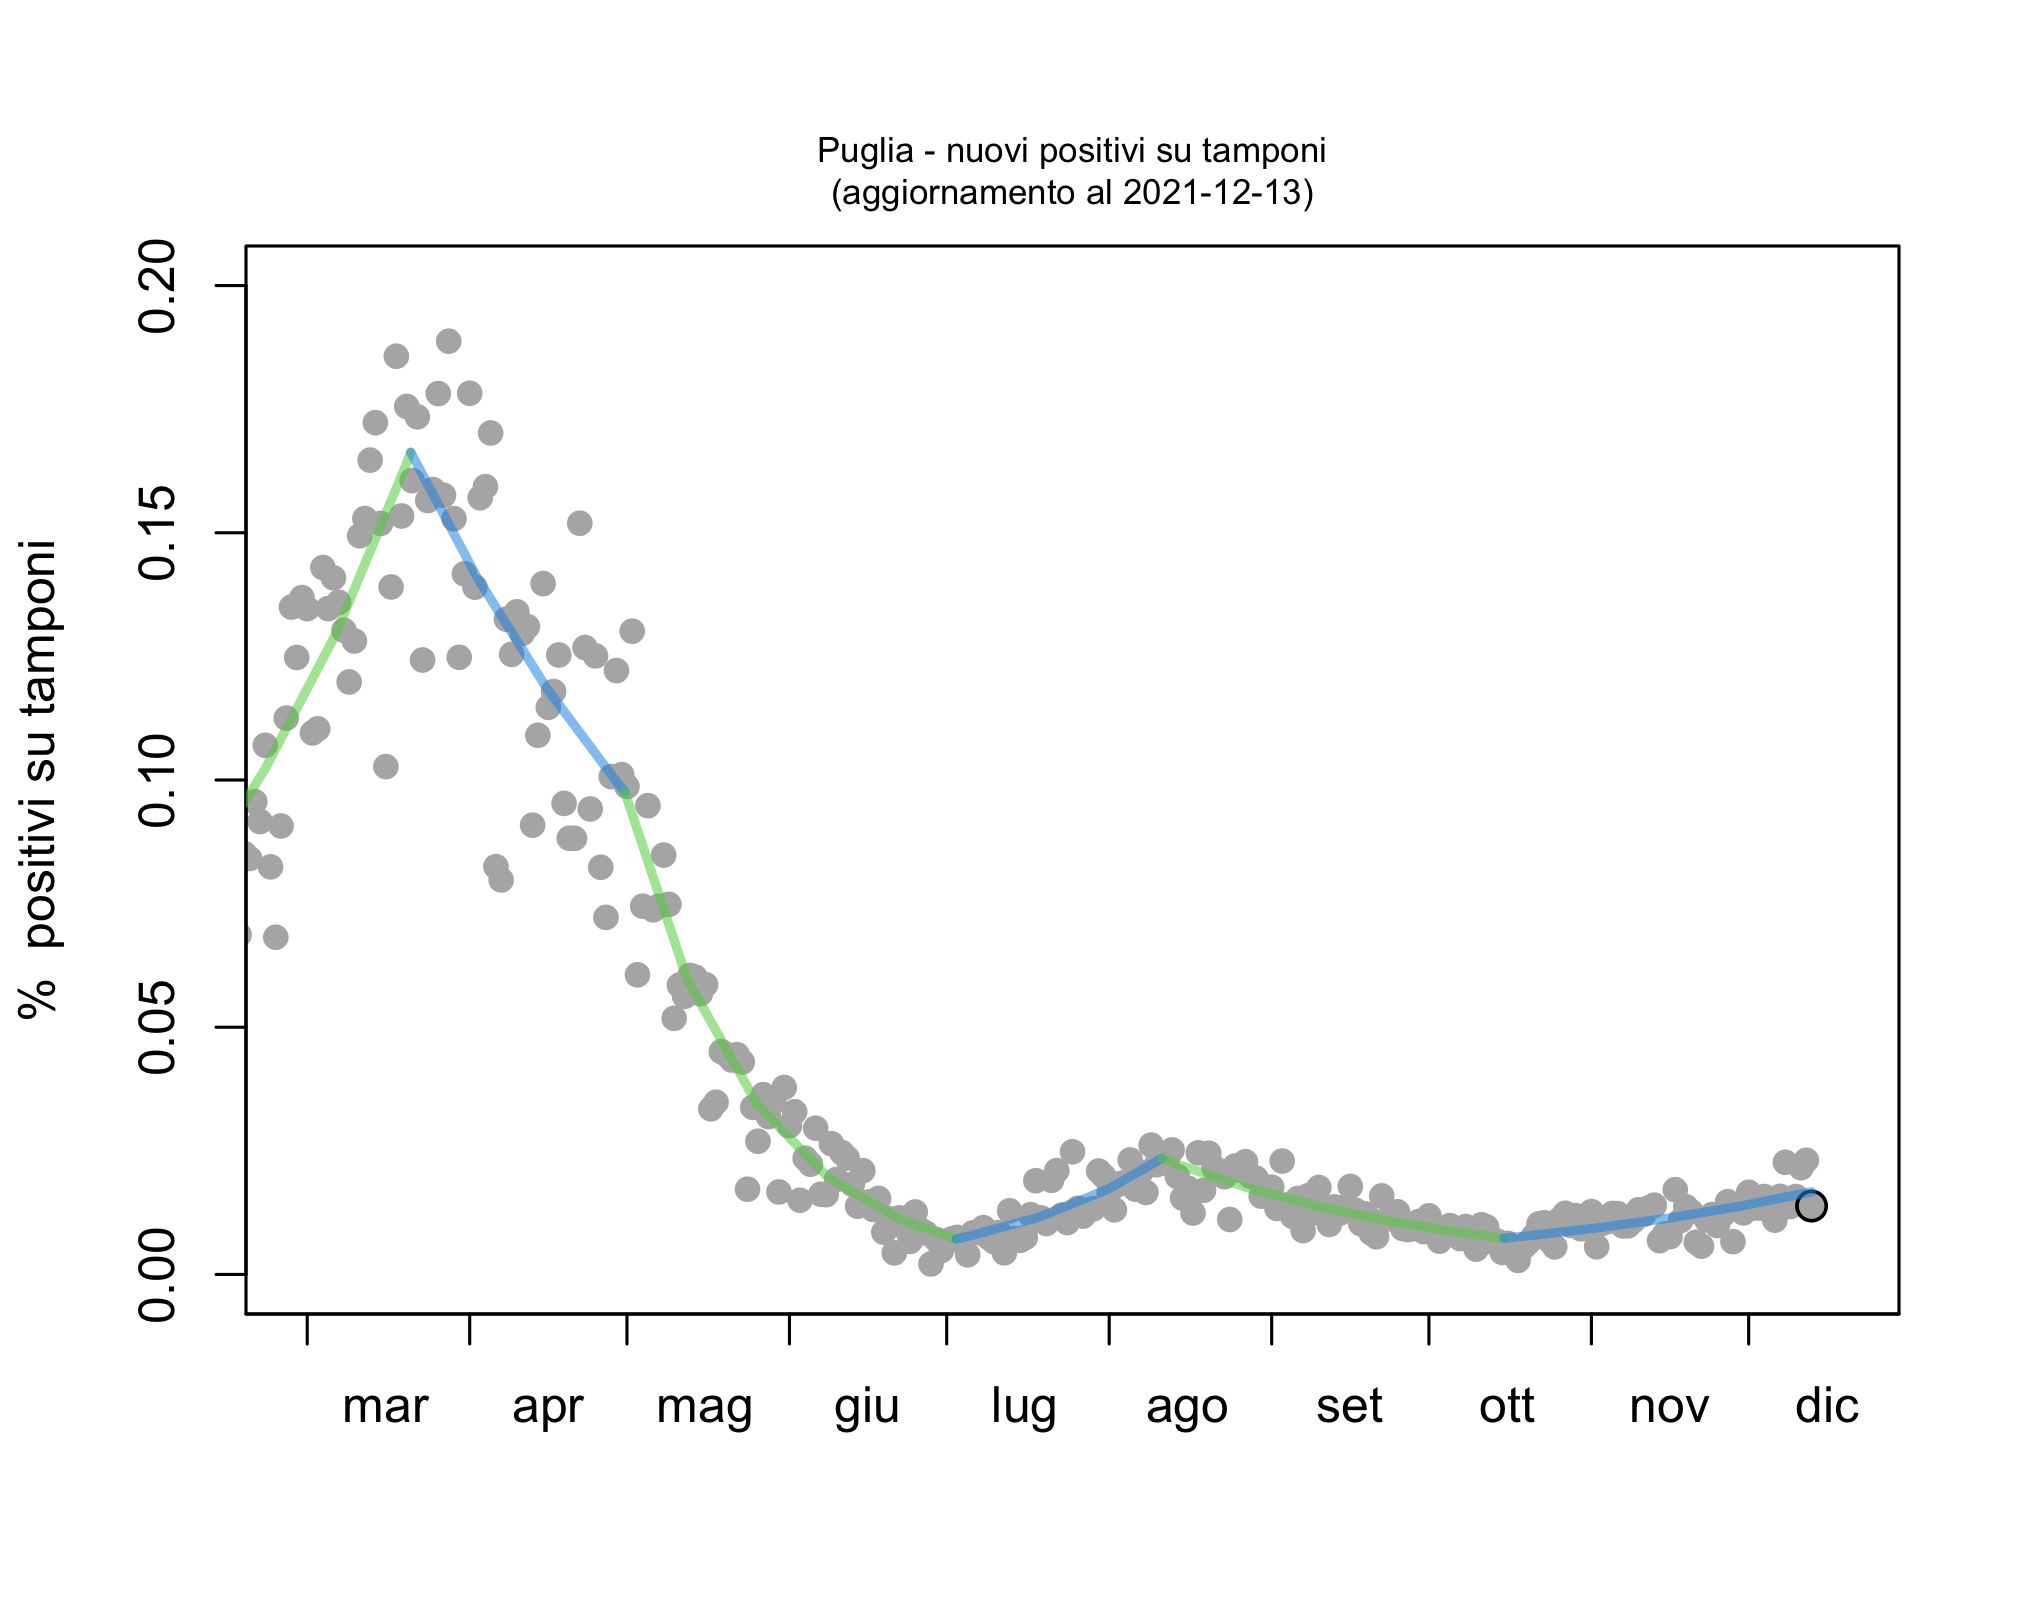 Puglia - nuovi positivi su tamponi
(aggiornamento al 2021-12-13)
% positivi su tamponi
0.20
0.15
0.10
0.05
0.00
mar apr mag giu lug ago set ott nov dic